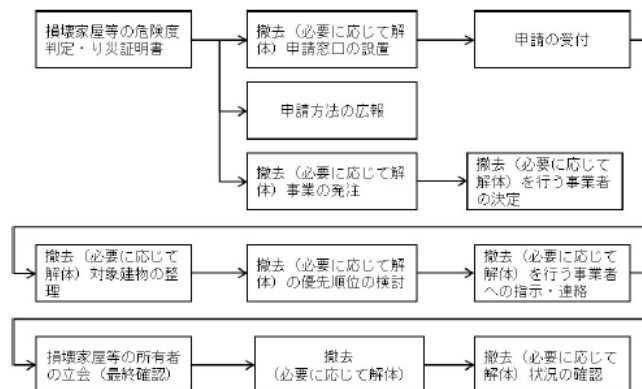 損壊家屋等の危険度
判定・り災証明書
撤去（必要に応じて解
体）申請窓口の設置
申請の受付
申請方法の広報
撤去（必要に応じて解
体）事業の発注
撤去（必要に応じて
解体）を行う事業者
の決定
撤去（必要に応じて
解体）対象建物の整
理
撤去（必要に応じて解
体）の優先順位の検討
撤去（必要に応じて
解体）を行う事業者
への指示・連絡
損壊家屋等の所有者
の立会（最終確認）
撤去
（必要に応じて解体）
撤去（必要に応じて
解体）状況の確認